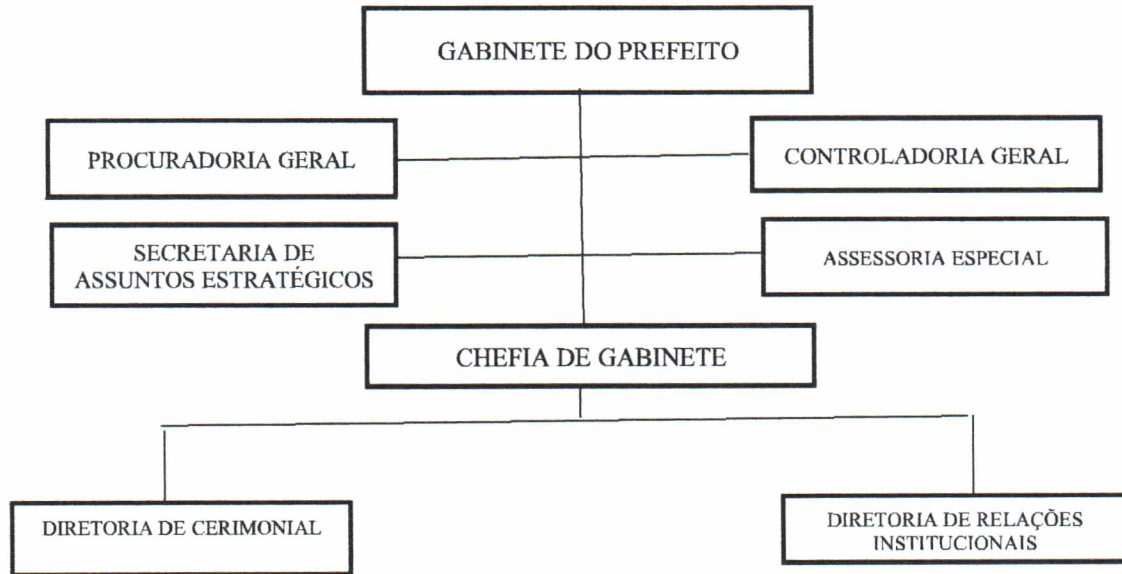 GABINETE DO PREFEITO
PROCURADORIA GERAL
CONTROLADORIA GERAL
SECRETARIA DE
ASSUNTOS ESTRATÉGICOS
ASSESSORIA ESPECIAL
CHEFIA DE GABINETE
DIRETORIA DE CERIMONIAL
DIRETORIA DE RELAÇÕES
INSTITUCIONAIS